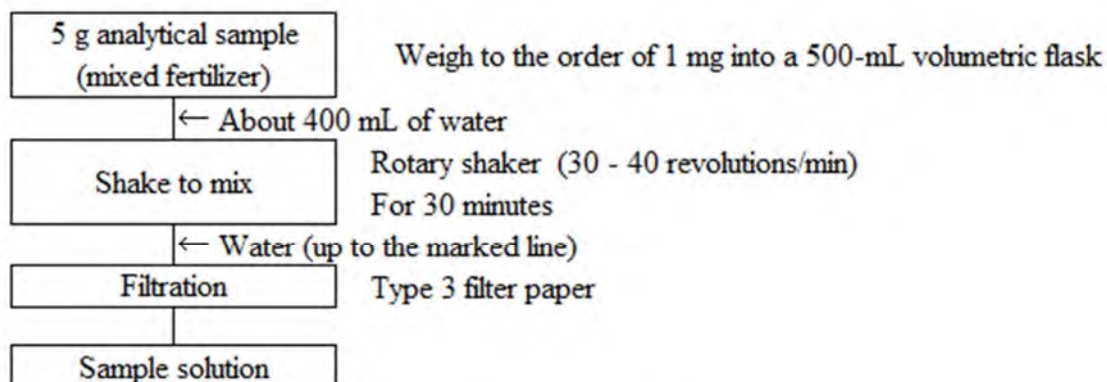 5 g analytical sample
(mixed fertilizer)
Weigh to the order of 1 mg into a 500-mL volumetric flask
← About 400 mL of water
Shake to mix
Rotary shaker (30 - 40 revolutions/min)
For 30 minutes
← Water (up to the marked line)
Filtration
Type 3 filter paper
Sample solution